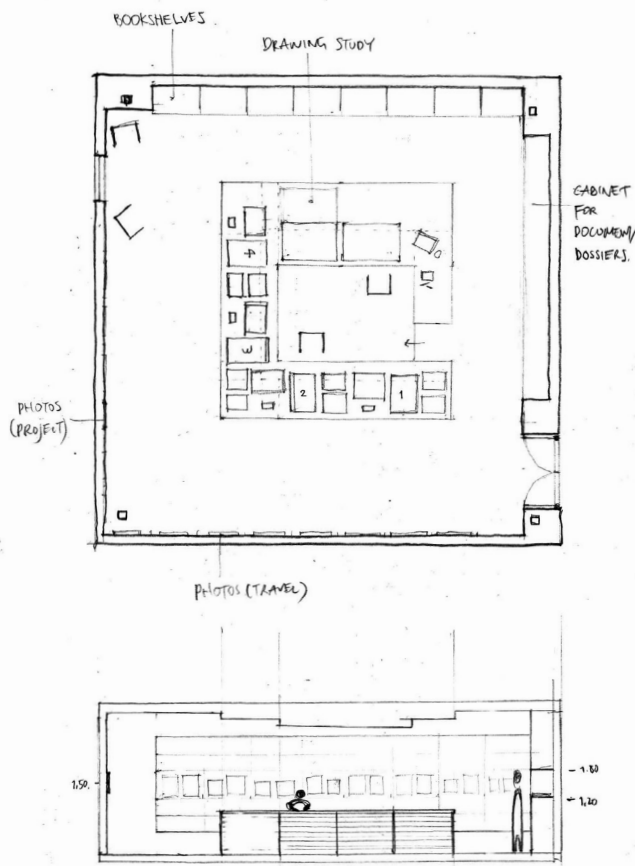 BOOKSHELVES
DRAWING STUDY
CABINET
FOR
DOCUMENT/
DOSSIERS.
4
3
2
1
PHOTOS
(PROJECT)
PHOTOS (TRAVEL)
1,50.
1.80
1,20